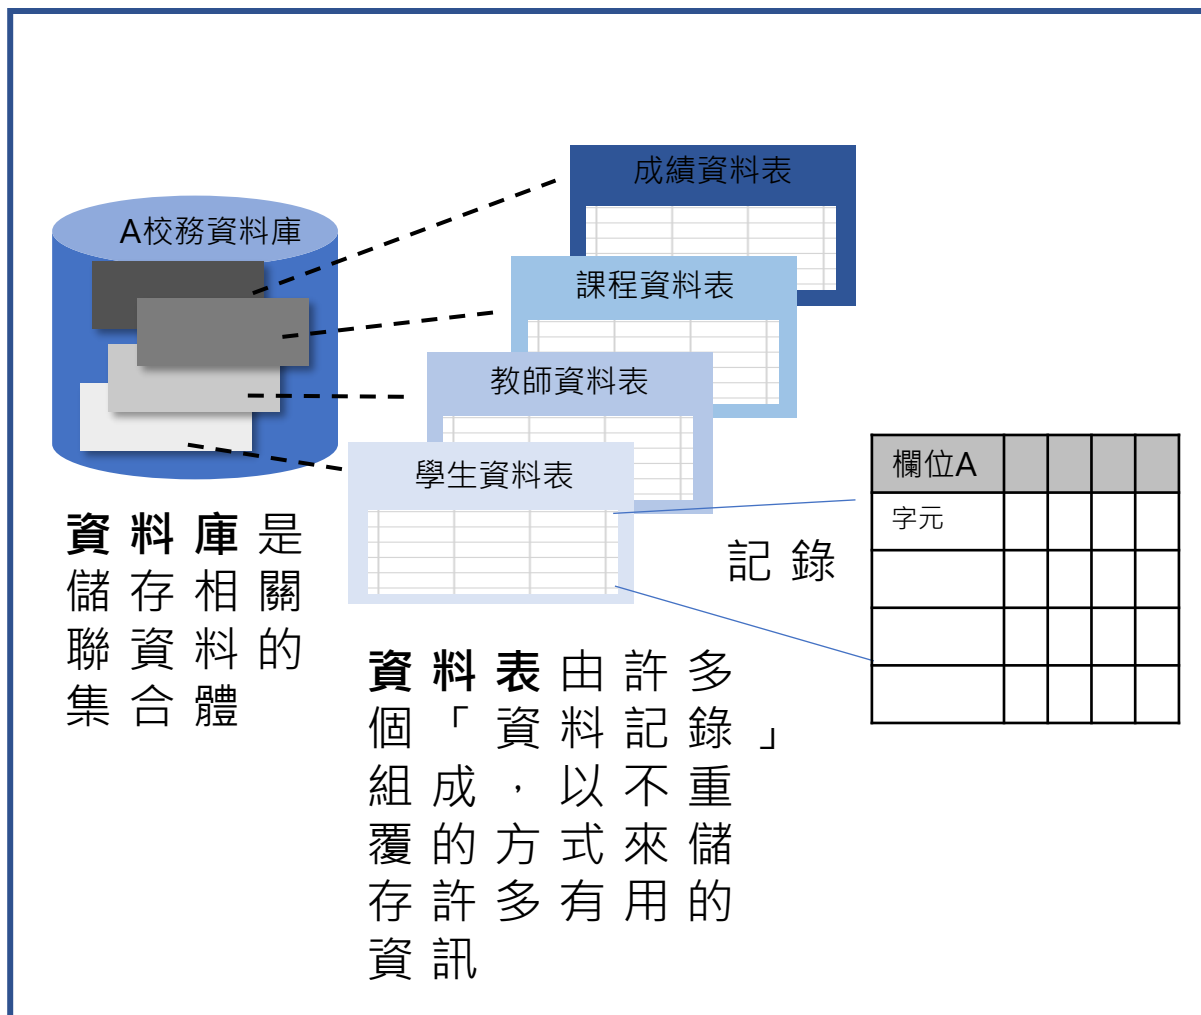 A校務資料庫
成績資料表
課程資料表
教師資料表
學生資料表
資料庫是
儲存相關
聯資料的
集合體
記錄
欄位A
字元
資料表由許多
個「資料記錄」
組成，以不重
覆的方式來儲
存許多有用的
資訊